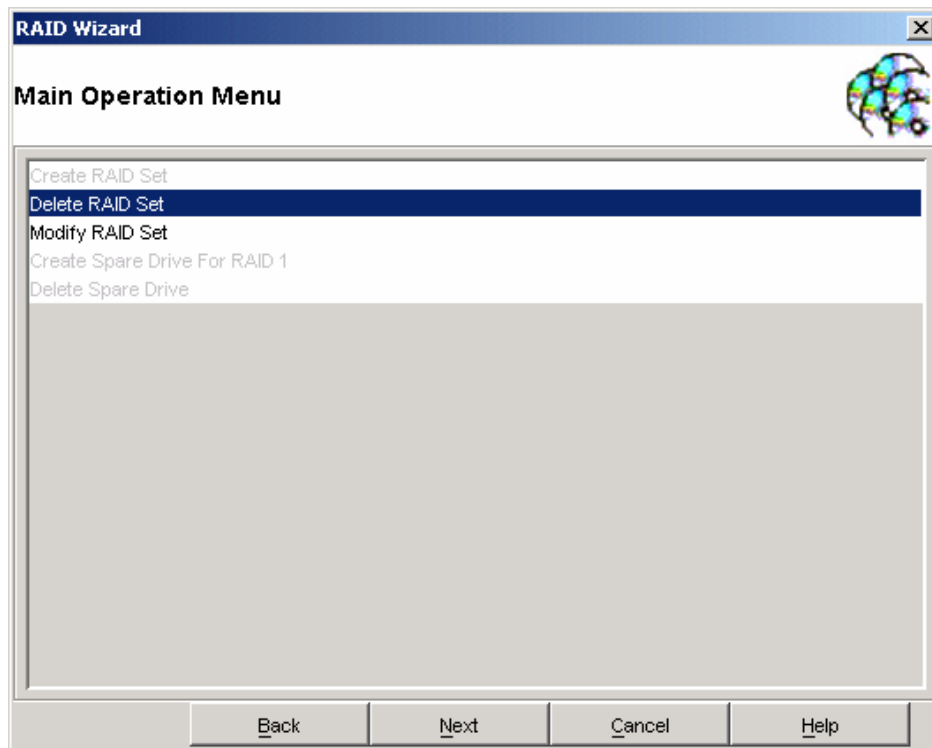 RAID Wizard
Main Operation Menu
Create RAID Set
Delete RAID Set
Modify RAID Set
Create Spare Drive For RAID 1
Delete Spare Drive
Back Next Cancel Help